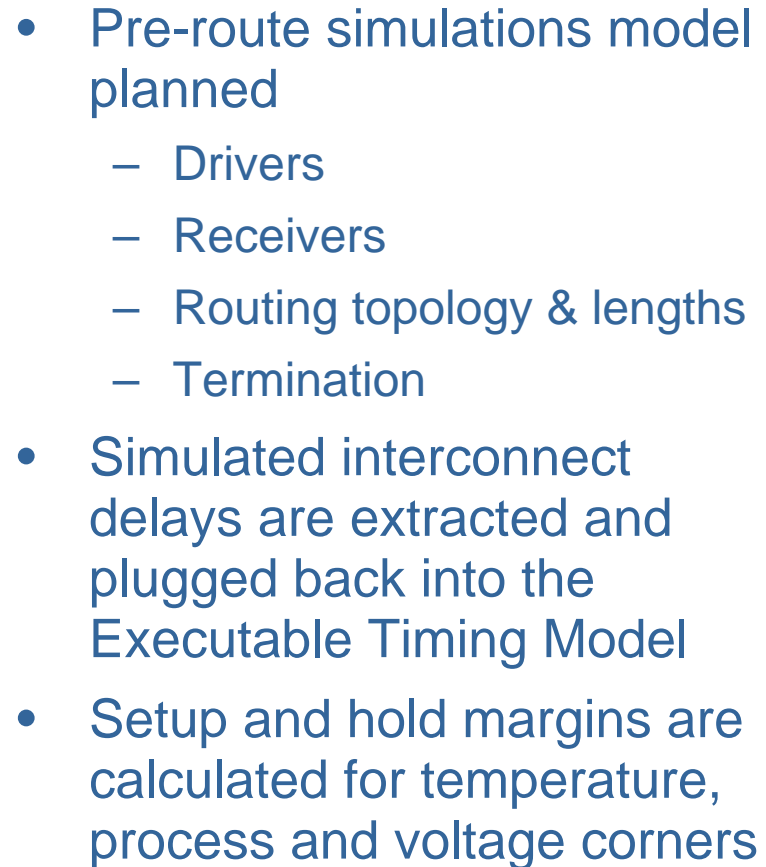 • Pre-route simulations model
planned
– Drivers
– Receivers
– Routing topology & lengths
– Termination
• Simulated interconnect
delays are extracted and
plugged back into the
Executable Timing Model
• Setup and hold margins are
calculated for temperature,
process and voltage corners